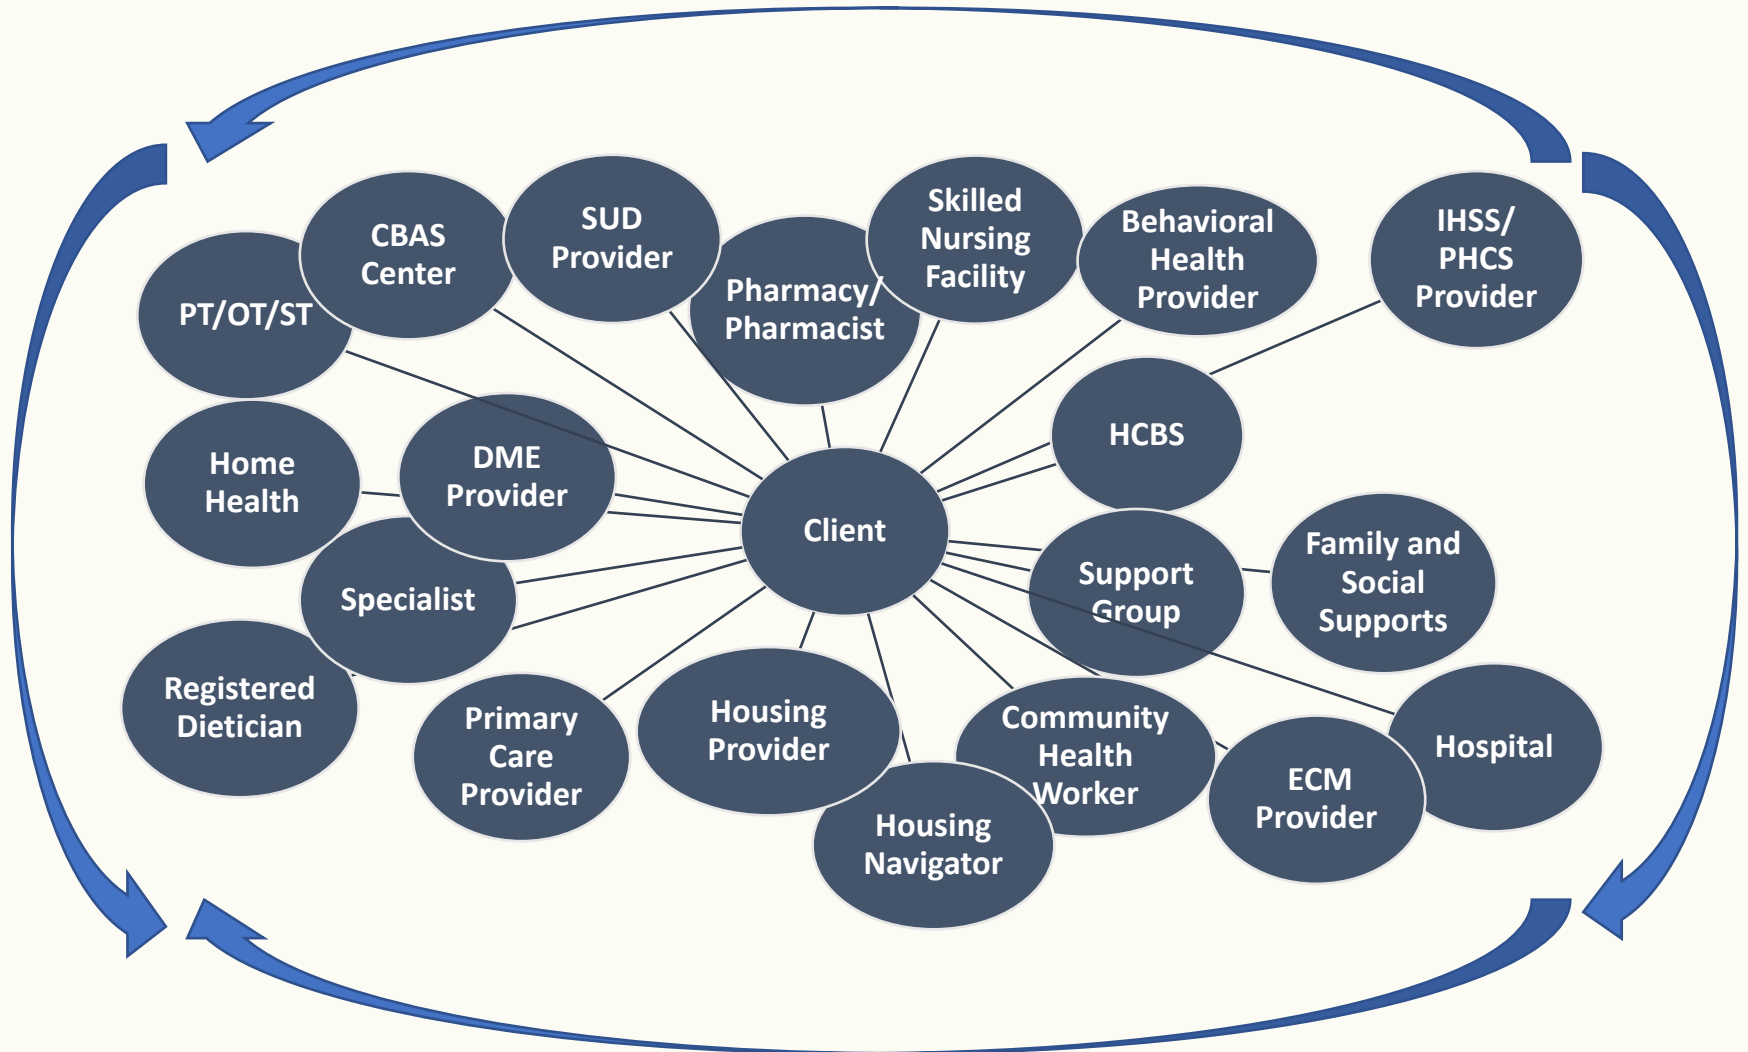 Skilled
Nursing
Facility
SUD
Provider
CBAS
Center
Behavioral
Health
Provider
IHSS/
PHCS
Provider
PT/OT/ST
Pharmacy/
Pharmacist
HCBS
Home
Health
DME
Provider
Client
Family and
Social
Supports
Support
Group
Specialist
Registered
Dietician
Primary
Care
Provider
Housing
Provider
Community
Health
Worker
Hospital
ECM
Provider
Housing
Navigator